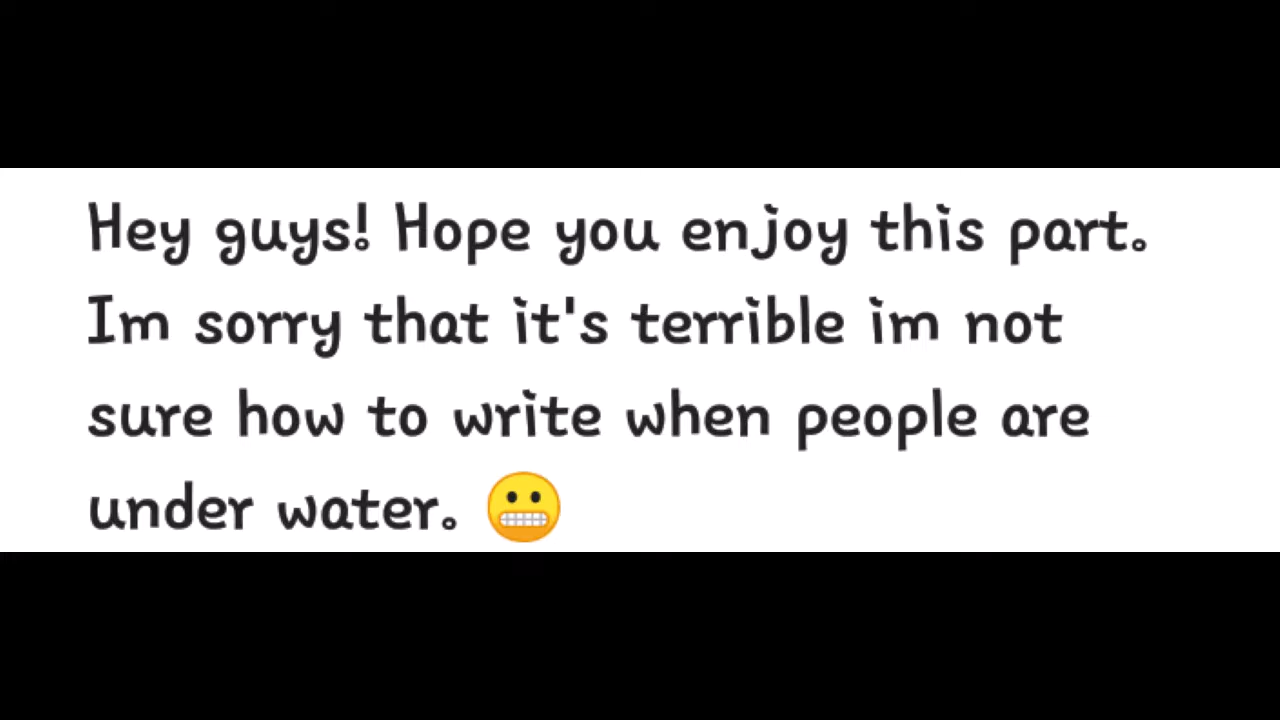 Hey guys! Hope you enjoy this part.
Im sorry that it's terrible im not
sure how to write when people are
under water. 😬